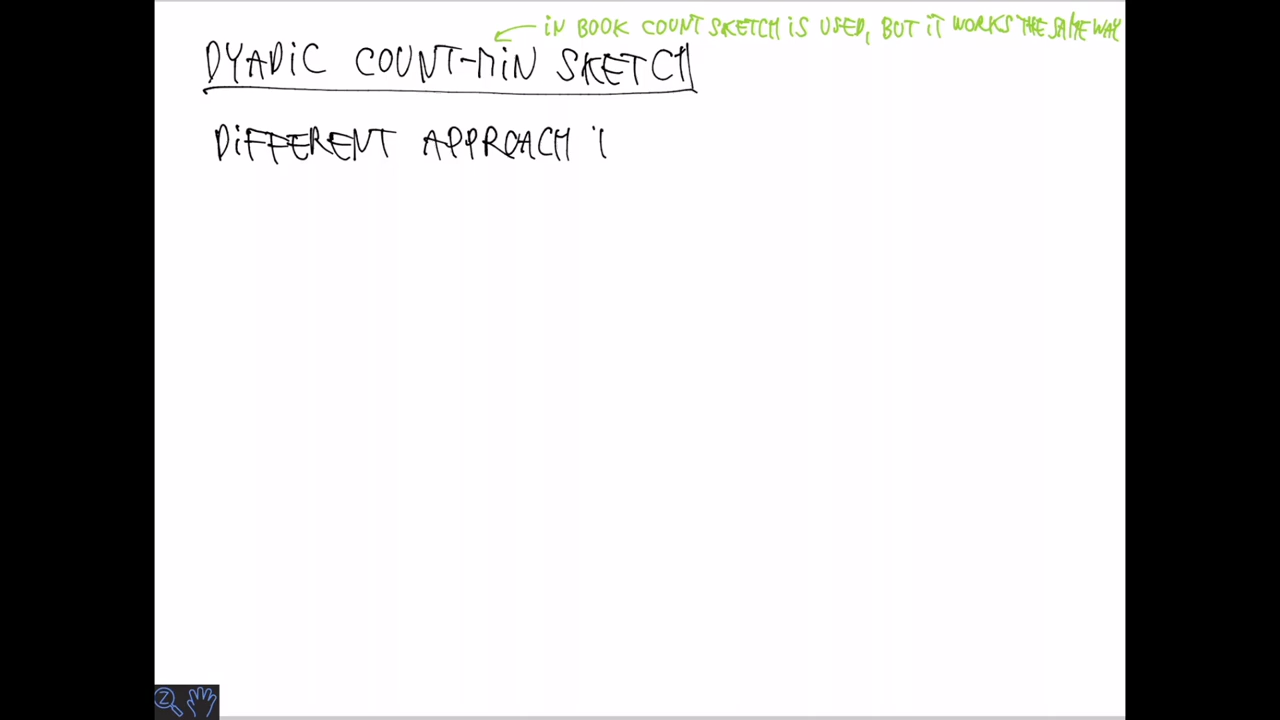 iN BOOK COUNT SKETCH iS USED, BUT iT WORKS THE SAME WAY
DYADiC COUNT-MiN SKETCH
DiFFERENT APPROACH i